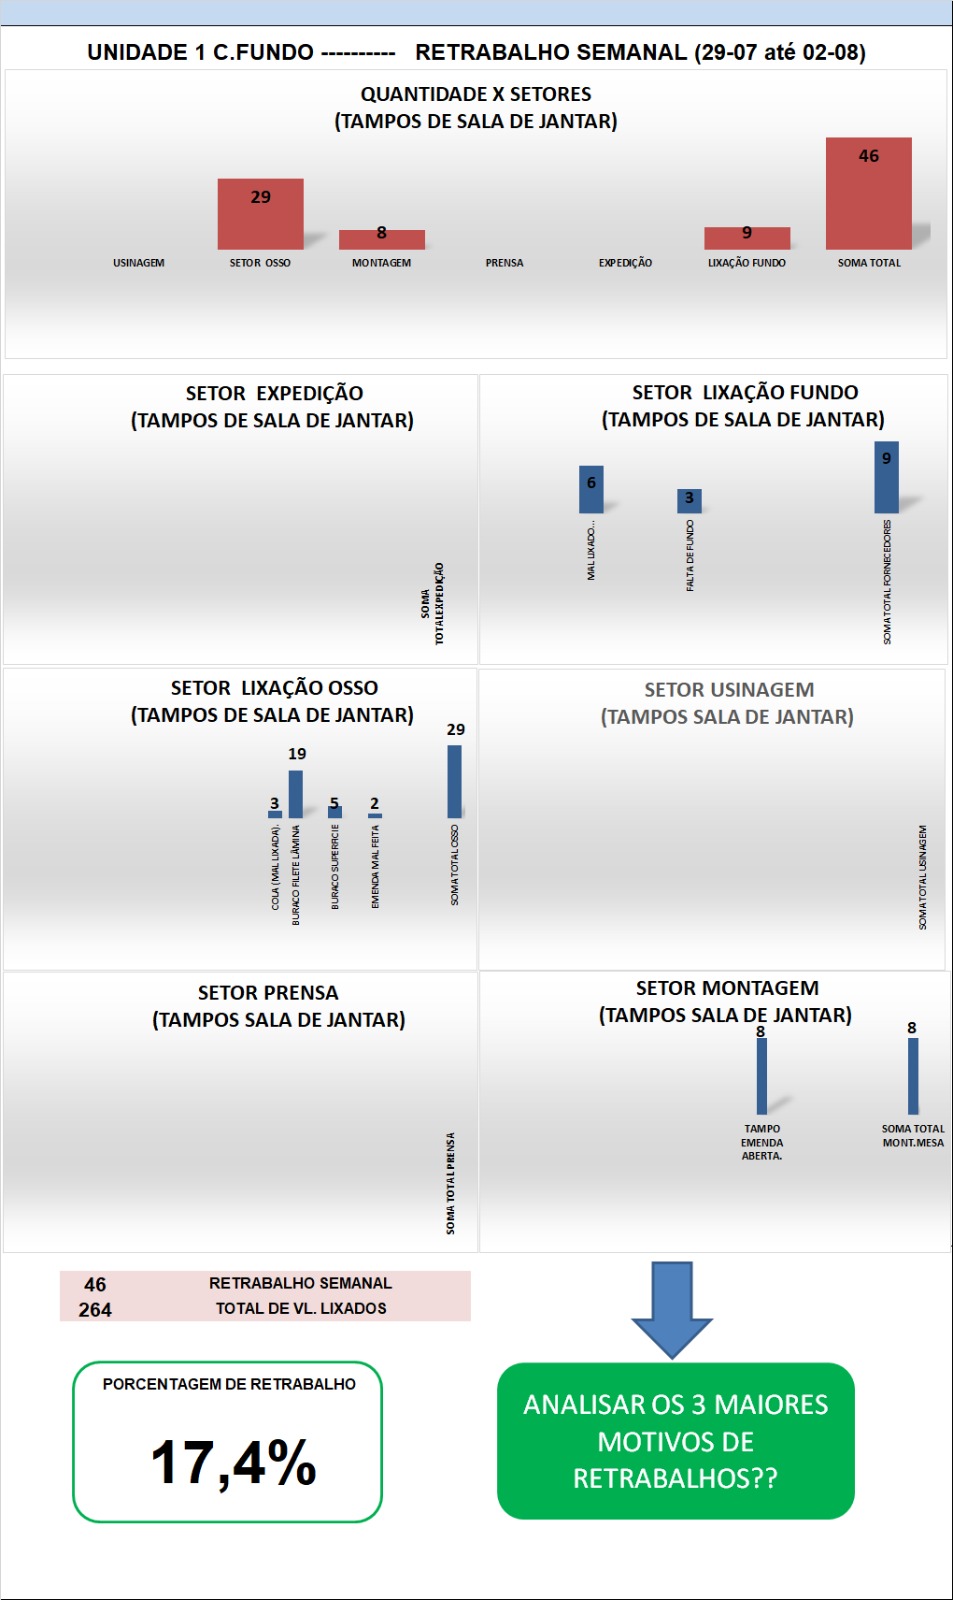 UNIDADE 1 C.FUNDO ---------- RETRABALHO SEMANAL (29-07 até 02-08)
QUANTIDADE X SETORES
(TAMPOS DE SALA DE JANTAR)
29
8
9
46
USINAGEM
SETOR OSSO
MONTAGEM
PRENSA
EXPEDIÇÃO
LIXAÇÃO FUNDO
SOMA TOTAL
SETOR EXPEDIÇÃO
(TAMPOS DE SALA DE JANTAR)
SOMA
TOTALEXPEDIÇÃO
SETOR LIXAÇÃO FUNDO
(TAMPOS DE SALA DE JANTAR)
6
3
9
MAL LIXADO...
FALTA DE FUNDO
SOMA TOTAL FORNECEDORES
SETOR LIXAÇÃO OSSO
(TAMPOS DE SALA DE JANTAR)
3
19
5
2
29
COLA (MAL LIXADA).
BURACO FILETE LÂMINA
BURACO SUPERFICIE
EMENDA MAL FEITA
SOMA TOTAL OSSO
SETOR USINAGEM
(TAMPOS SALA DE JANTAR)
SOMA TOTAL USINAGEM
SETOR PRENSA
(TAMPOS SALA DE JANTAR)
SOMA TOTAL PRENSA
SETOR MONTAGEM
(TAMPOS SALA DE JANTAR)
8
8
TAMPO
EMENDA
ABERTA.
SOMA TOTAL
MONT.MESA
46 RETRABALHO SEMANAL
264 TOTAL DE VL. LIXADOS
PORCENTAGEM DE RETRABALHO
17,4%
ANALISAR OS 3 MAIORES
MOTIVOS DE
RETRABALHOS??